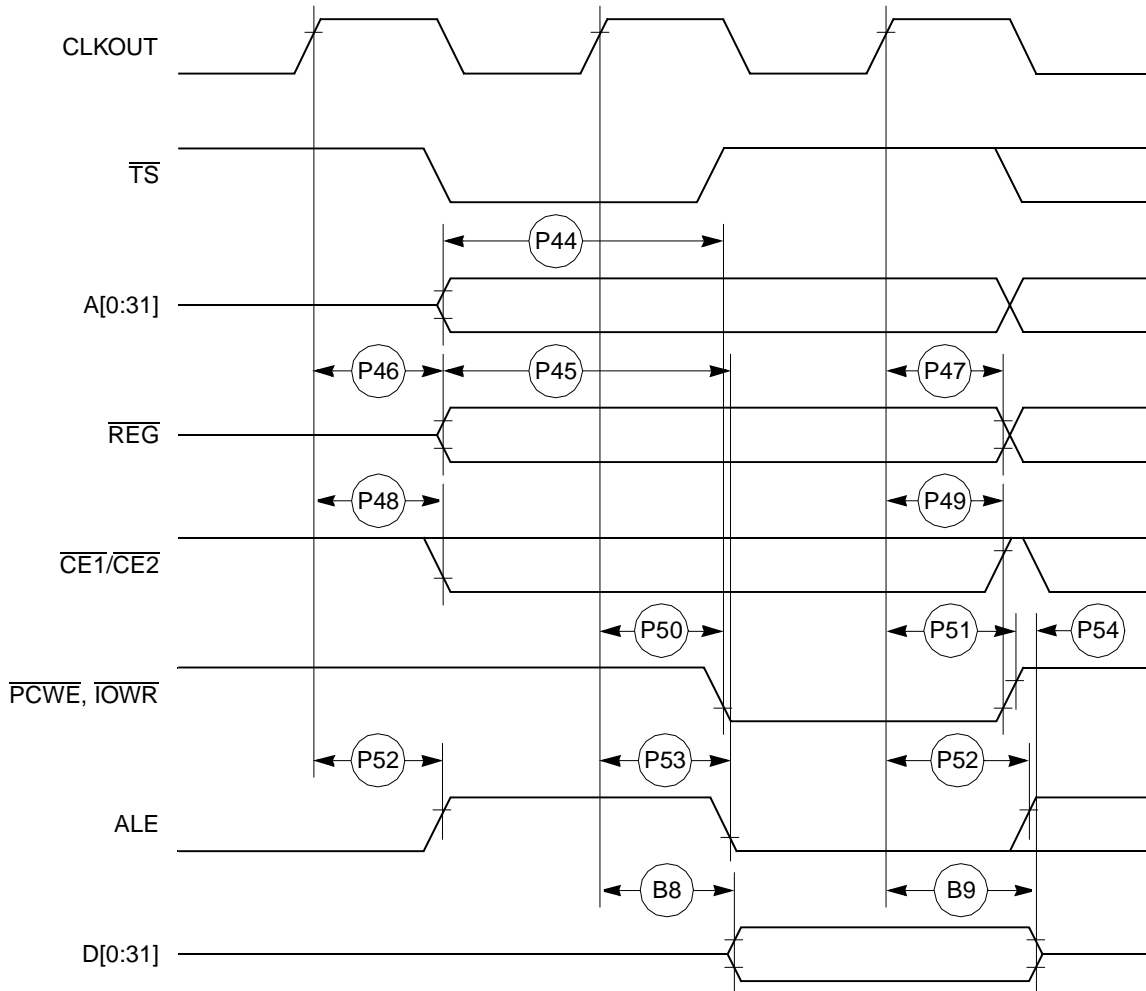 CLKOUT
TS
P44
A[0:31]
P46 P45 P47
REG
P48 P49
CE1/CE2
P50 P51 P54
PCWE, IOWR
P52 P53 P52
ALE
B8 B9
D[0:31]